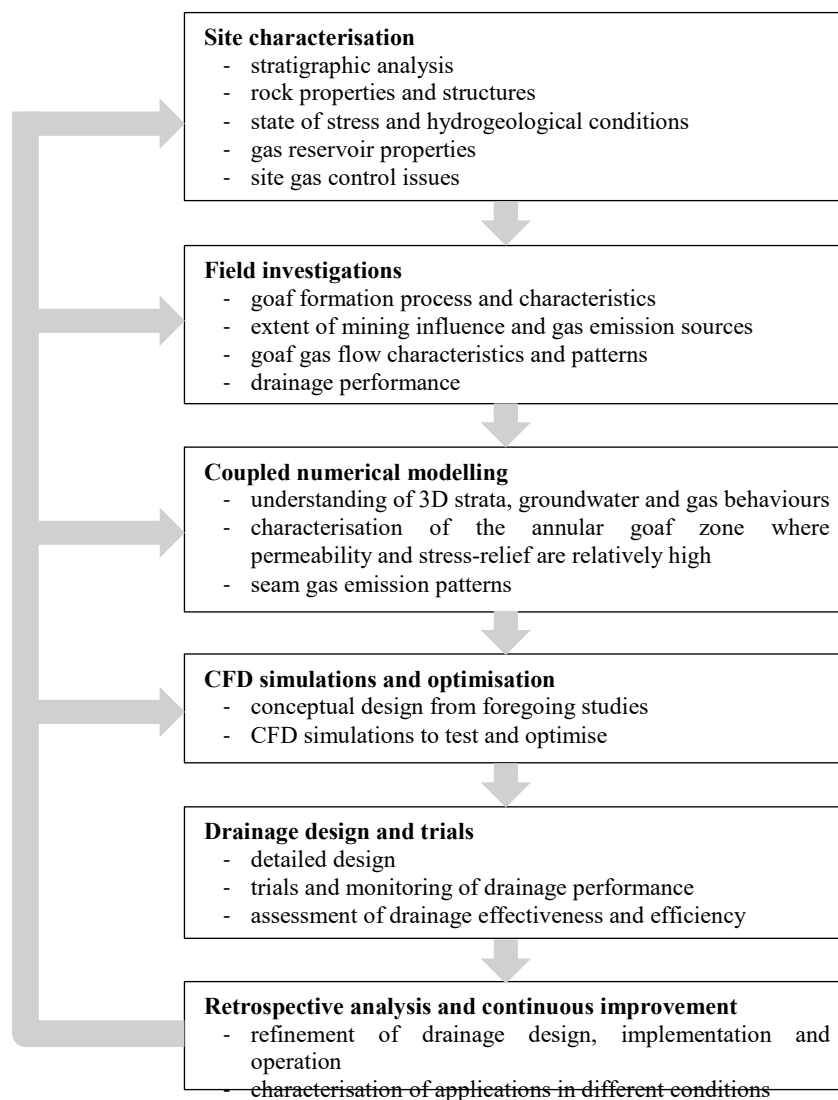 Site characterisation
- stratigraphic analysis
- rock properties and structures
- state of stress and hydrogeological conditions
- gas reservoir properties
- site gas control issues
Field investigations
- goaf formation process and characteristics
- extent of mining influence and gas emission sources
- goaf gas flow characteristics and patterns
- drainage performance
Coupled numerical modelling
- understanding of 3D strata, groundwater and gas behaviours
- characterisation of the annular goaf zone where
permeability and stress-relief are relatively high
- seam gas emission patterns
CFD simulations and optimisation
- conceptual design from foregoing studies
- CFD simulations to test and optimise
Drainage design and trials
- detailed design
- trials and monitoring of drainage performance
- assessment of drainage effectiveness and efficiency
Retrospective analysis and continuous improvement
- refinement of drainage design, implementation and
operation
- characterisation of applications in different conditions